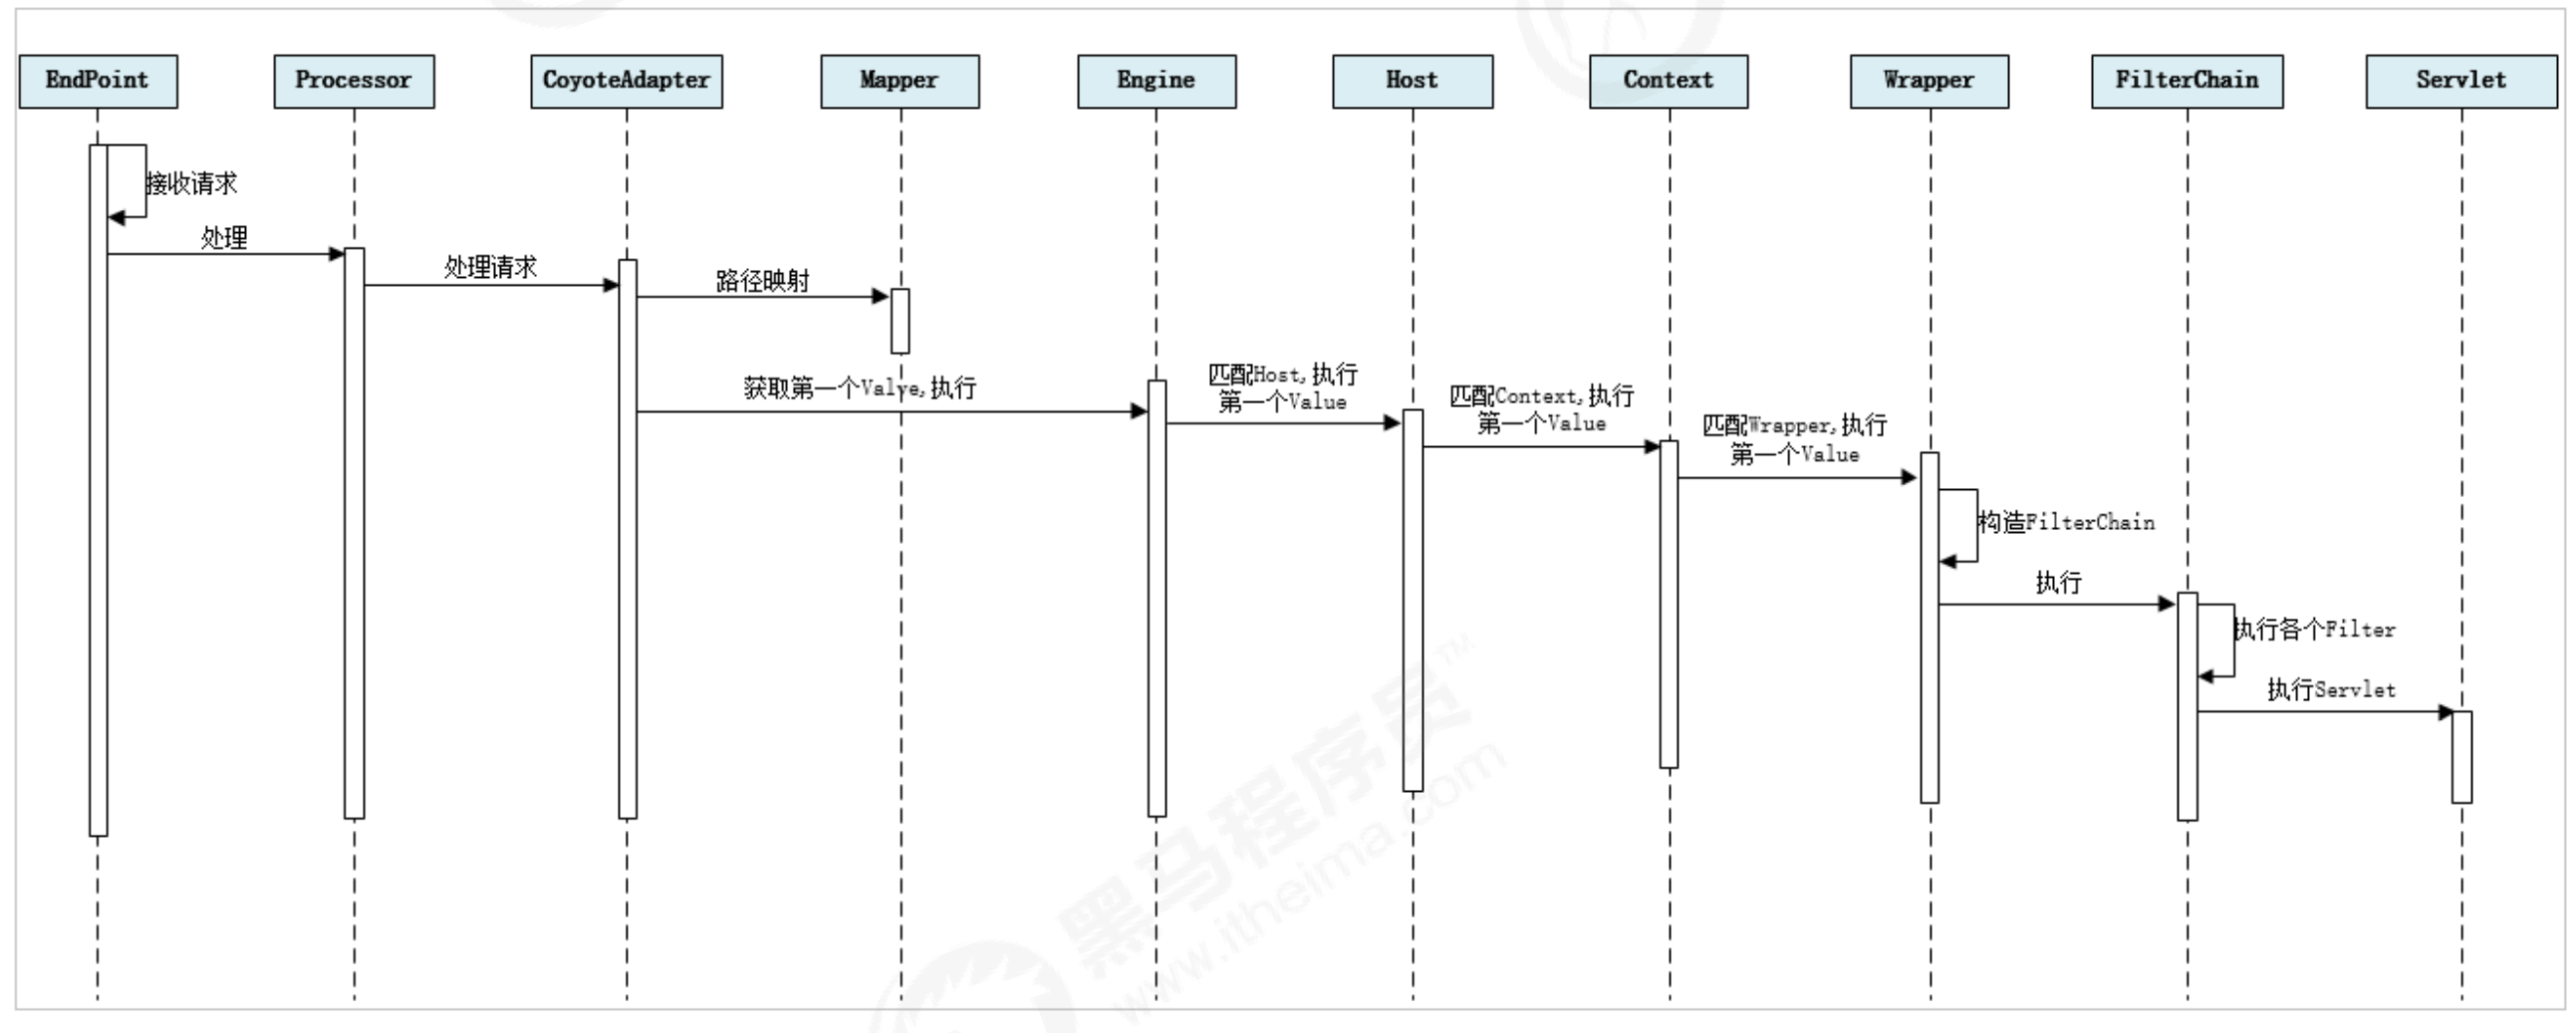 EndPoint
Processor
CoyoteAdapter
Mapper
Engine
Host
Context
Wrapper
FilterChain
Servlet
接收请求
处理
处理请求
路径映射
获取第一个Valve,执行
匹配Host,执行
第一个Value
匹配Context,执行
第一个Value
匹配Wrapper,执行
第一个Value
构造FilterChain
执行
执行各个Filter
执行Servlet
黑马程序员™
www.itheima.com